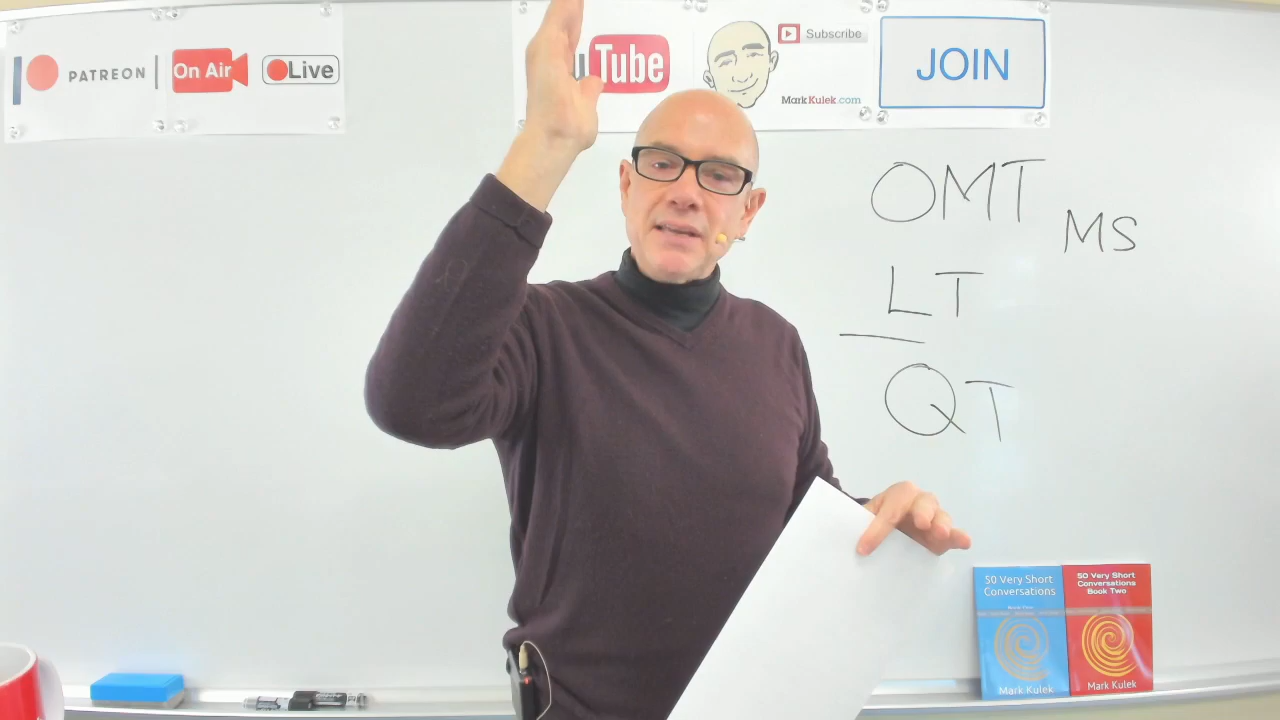 PATREON
On Air
Live
uTube
Subscribe
MarkKulek.com
JOIN
OMT
MS
LT
QT
50 Very Short
Conversations
Mark Kulek
50 Very Short
Conversations
Book Two
Mark Kulek